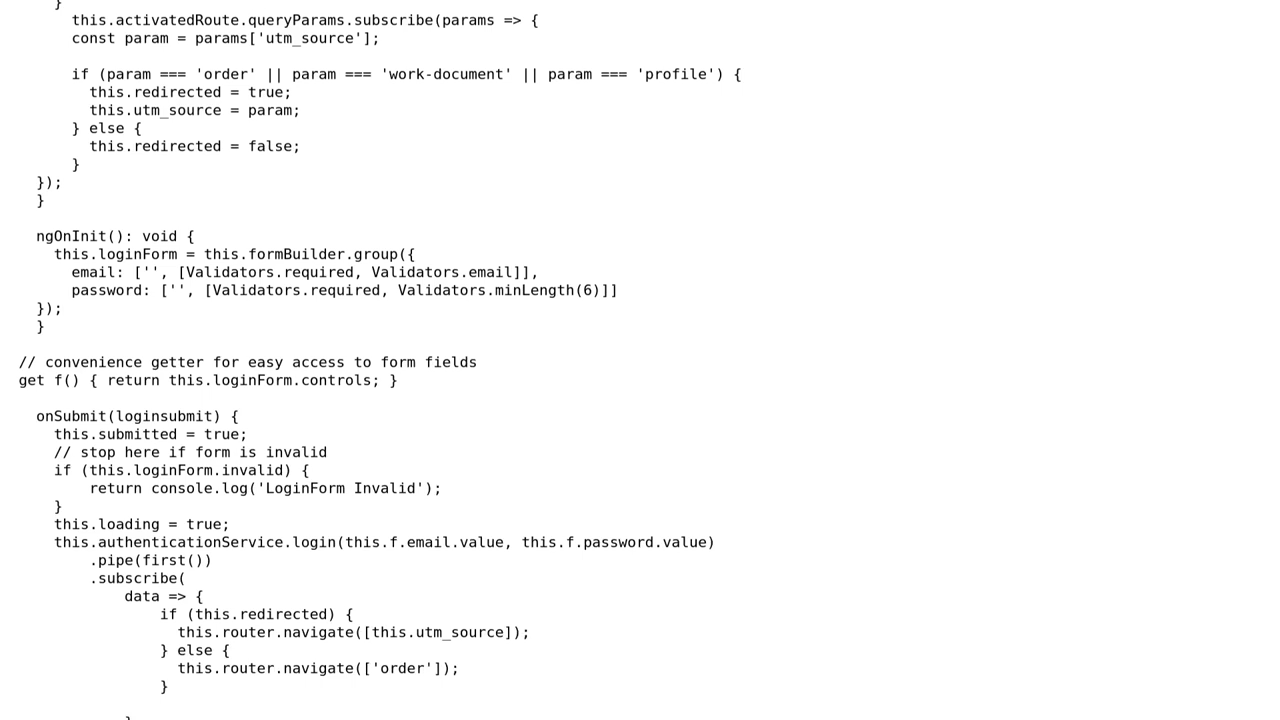 }
this.activatedRoute.queryParams.subscribe(params => {
const param = params['utm_source'];
if (param === 'order' || param === 'work-document' || param === 'profile') {
this.redirected = true;
this.utm_source = param;
} else {
this.redirected = false;
}
});
}
ngOnInit(): void {
this.loginForm = this.formBuilder.group({
email: ['', [Validators.required, Validators.email]],
password: ['', [Validators.required, Validators.minLength(6)]]
});
}
// convenience getter for easy access to form fields
get f() { return this.loginForm.controls; }
onSubmit(loginsubmit) {
this.submitted = true;
// stop here if form is invalid
if (this.loginForm.invalid) {
return console.log('LoginForm Invalid');
}
this.loading = true;
this.authenticationService.login(this.f.email.value, this.f.password.value)
.pipe(first())
.subscribe(
data => {
if (this.redirected) {
this.router.navigate([this.utm_source]);
} else {
this.router.navigate(['order']);
}
}